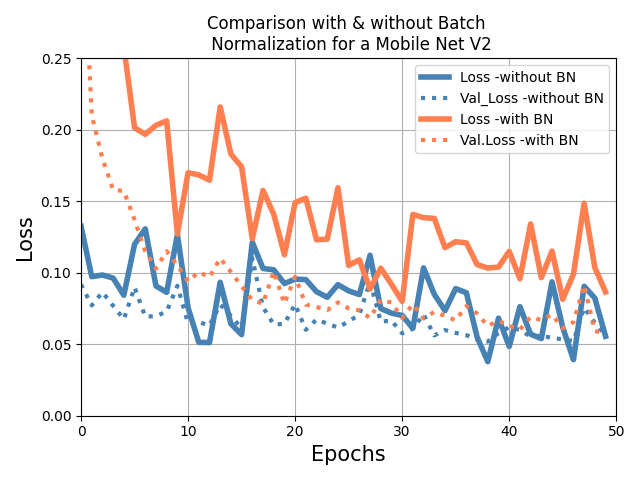 Comparison with & without Batch
Normalization for a Mobile Net V2
Loss -without BN
Val_Loss -without BN
Loss -with BN
Val.Loss -with BN
Loss
0.25
0.20
0.15
0.10
0.05
0.00
0 10 20 30 40 50
Epochs